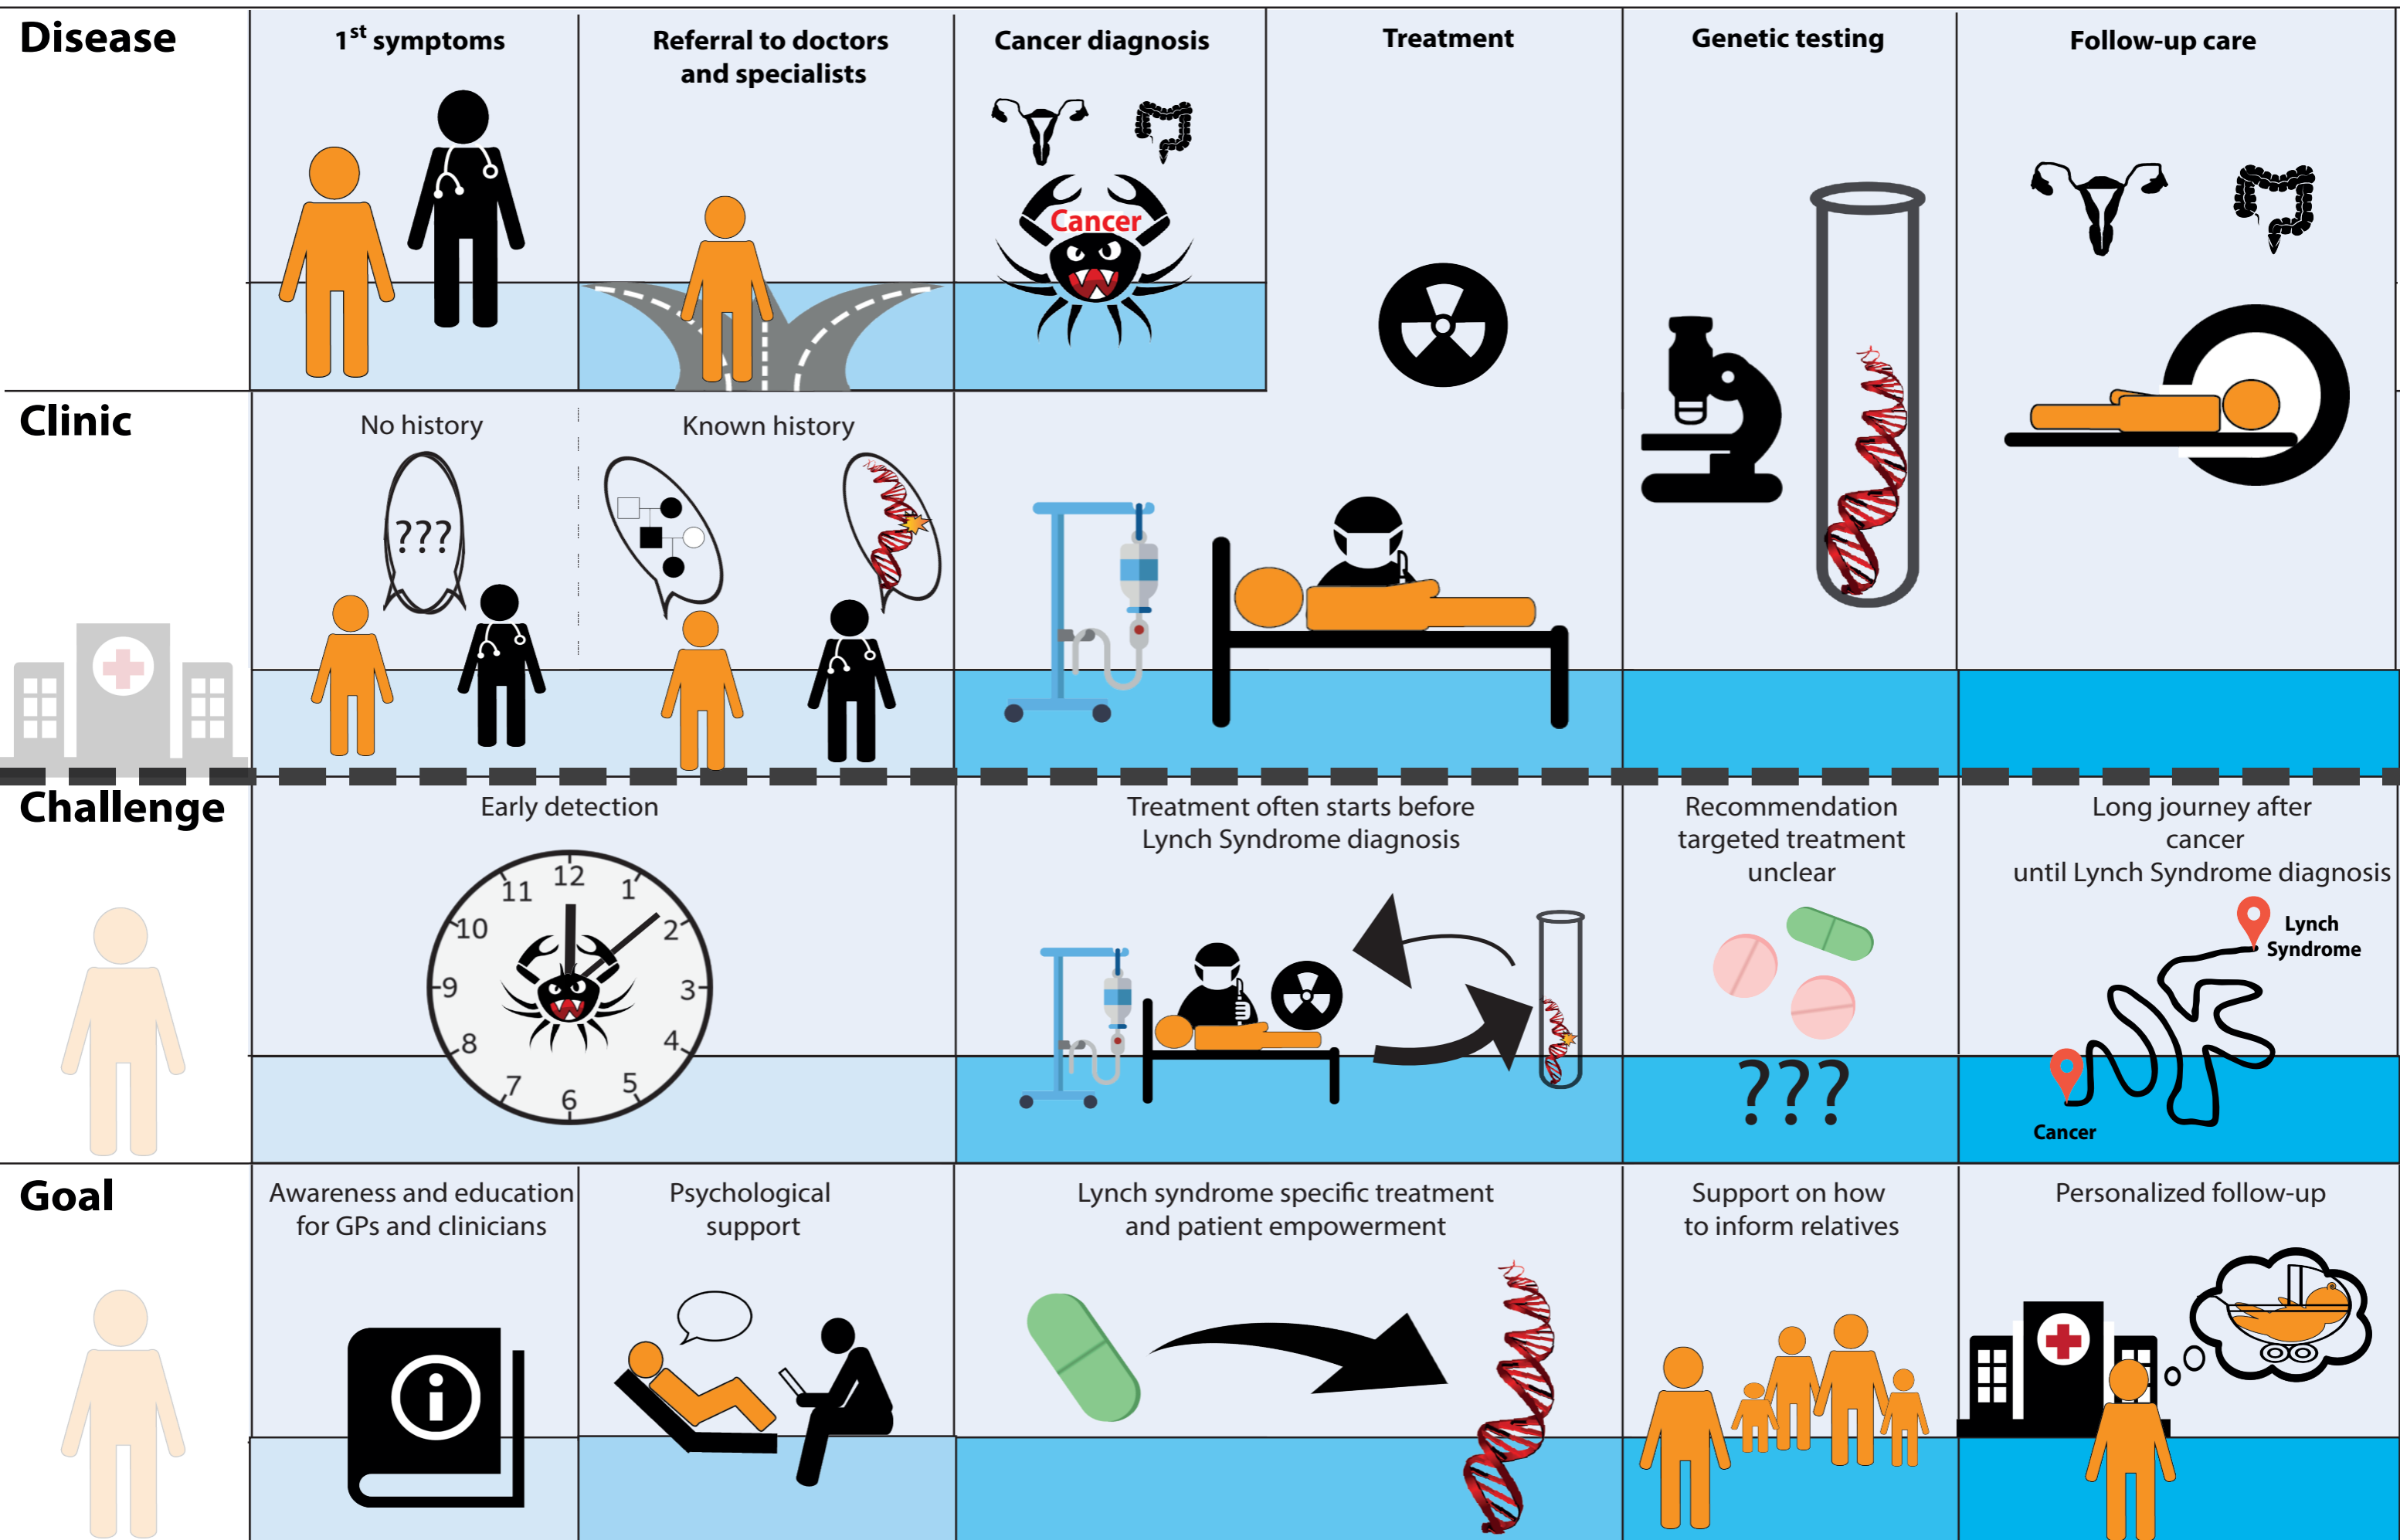 Disease
1st symptoms
Referral to doctors
and specialists
Cancer diagnosis
Treatment
Genetic testing
Follow-up care
Cancer
Clinic
No history
Known history
???
Challenge
Early detection
Treatment often starts before
Lynch Syndrome diagnosis
Recommendation
targeted treatment
unclear
Long journey after
cancer
until Lynch Syndrome diagnosis
12
1
2
3
4
5
6
7
8
9
10
11
???
Lynch
Syndrome
Cancer
Goal
Awareness and education
for GPs and clinicians
Psychological
support
Lynch syndrome specific treatment
and patient empowerment
Support on how
to inform relatives
Personalized follow-up
i